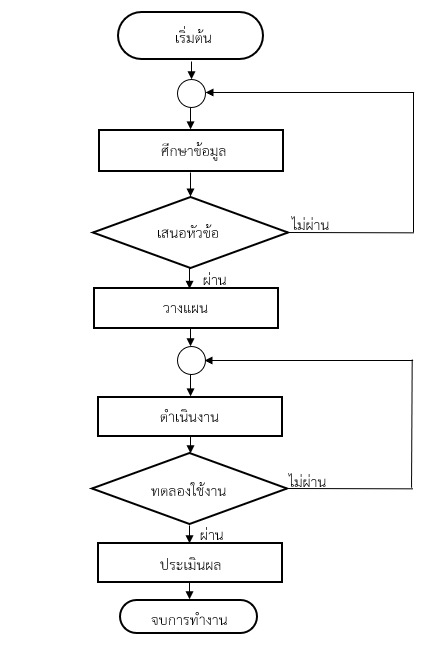 เริ่มต้น
ศึกษาข้อมูล
เสนอหัวข้อ
ไม่ผ่าน
ผ่าน
วางแผน
ดำเนินงาน
ทดลองใช้งาน
ไม่ผ่าน
ผ่าน
ประเมินผล
จบการทำงาน